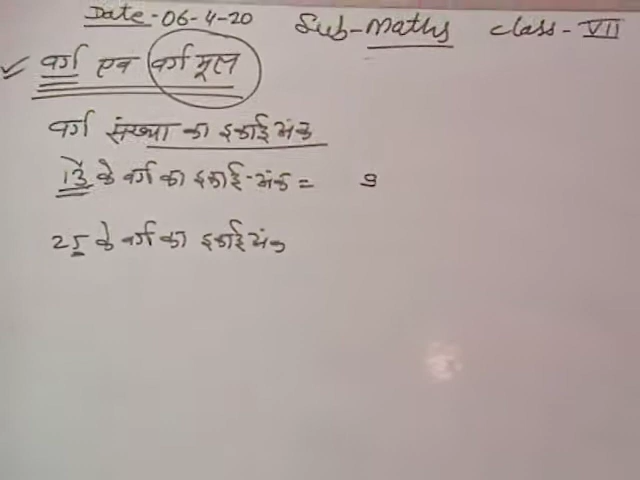 Date-06-4-20 Sub-Maths Class-VII
वर्ग एव वर्ग मूल
वर्ग संख्या का इकाई अंक
13 के वर्ग का इकाई-अंक = 9
25 के वर्ग का इकाई अंक